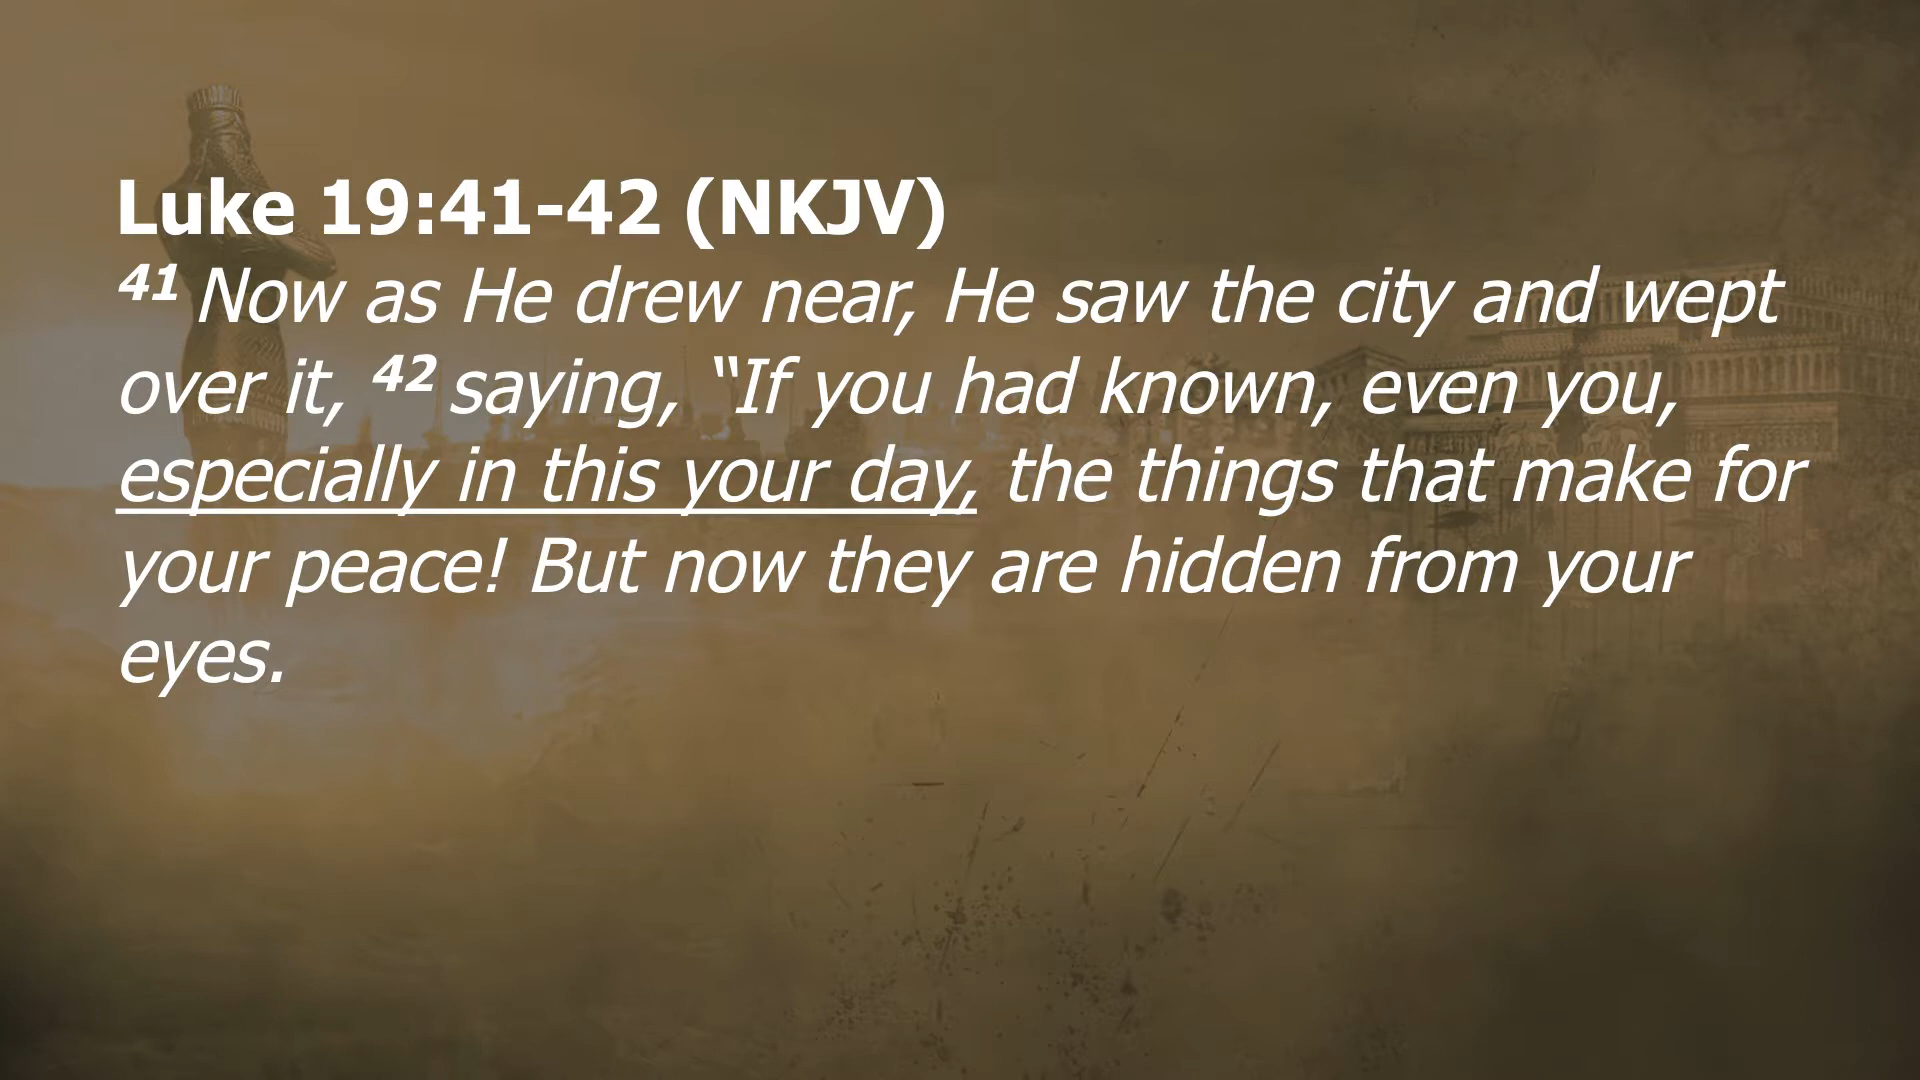 Luke 19:41-42 (NKJV)
41 Now as He drew near, He saw the city and wept
over it, 42 saying, “If you had known, even you,
especially in this your day, the things that make for
your peace! But now they are hidden from your
eyes.